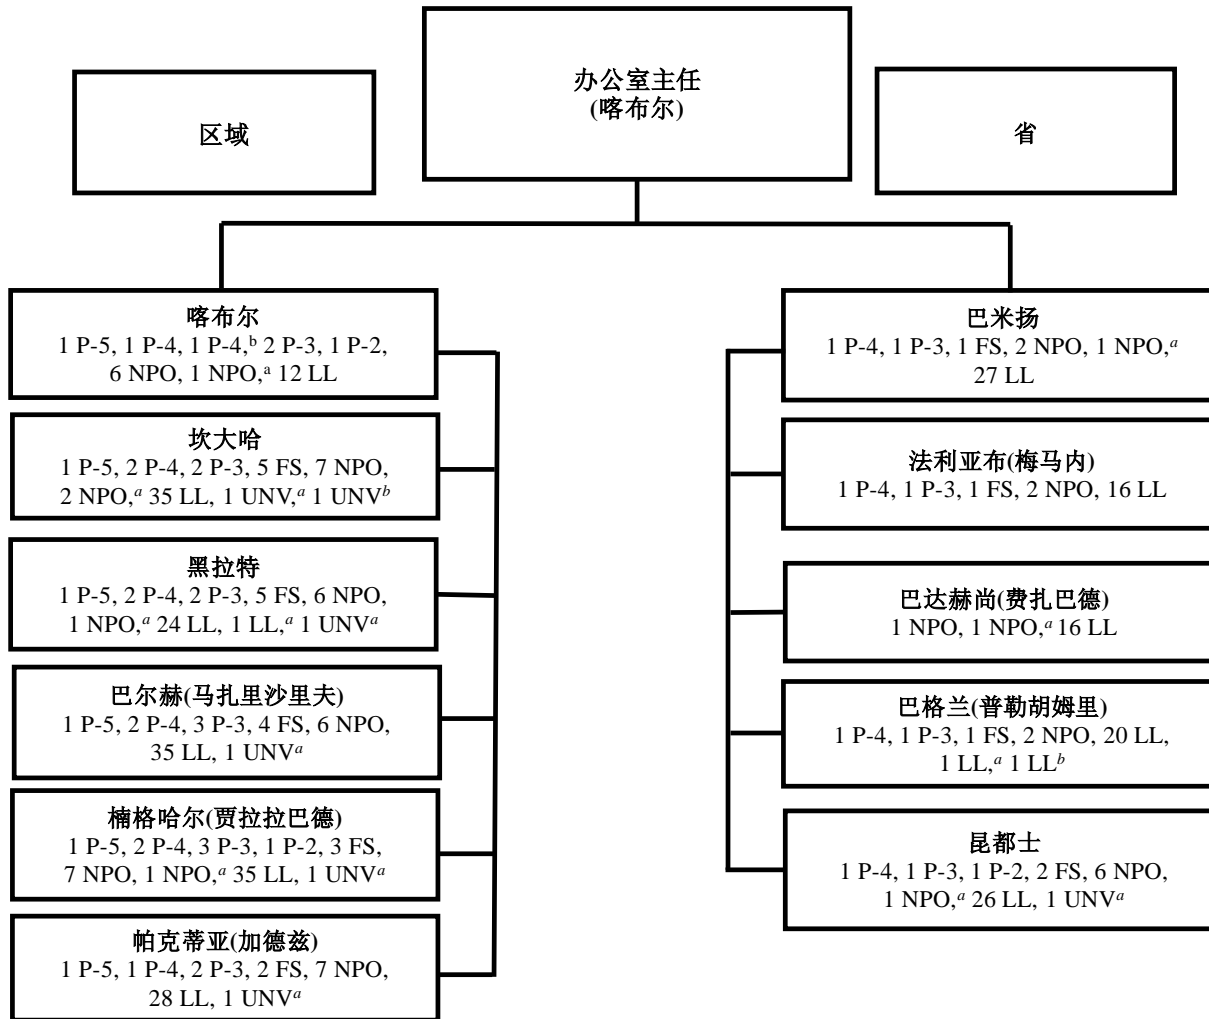 办公室主任
(喀布尔)
区域
省
喀布尔
1 P-5, 1 P-4, 1 P-4,ᵇ 2 P-3, 1 P-2,
6 NPO, 1 NPO,ᵃ 12 LL
坎大哈
1 P-5, 2 P-4, 2 P-3, 5 FS, 7 NPO,
2 NPO,ᵃ 35 LL, 1 UNV,ᵃ 1 UNVᵇ
黑拉特
1 P-5, 2 P-4, 2 P-3, 5 FS, 6 NPO,
1 NPO,ᵃ 24 LL, 1 LL,ᵃ 1 UNVᵃ
巴尔赫(马扎里沙里夫)
1 P-5, 2 P-4, 3 P-3, 4 FS, 6 NPO,
35 LL, 1 UNVᵃ
楠格哈尔(贾拉拉巴德)
1 P-5, 2 P-4, 3 P-3, 1 P-2, 3 FS,
7 NPO, 1 NPO,ᵃ 35 LL, 1 UNVᵃ
帕克蒂亚(加德兹)
1 P-5, 1 P-4, 2 P-3, 2 FS, 7 NPO,
28 LL, 1 UNVᵃ
巴米扬
1 P-4, 1 P-3, 1 FS, 2 NPO, 1 NPO,ᵃ
27 LL
法利亚布(梅马内)
1 P-4, 1 P-3, 1 FS, 2 NPO, 16 LL
巴达赫尚(费扎巴德)
1 NPO, 1 NPO,ᵃ 16 LL
巴格兰(普勒胡姆里)
1 P-4, 1 P-3, 1 FS, 2 NPO, 20 LL,
1 LL,ᵃ 1 LLᵇ
昆都士
1 P-4, 1 P-3, 1 P-2, 2 FS, 6 NPO,
1 NPO,ᵃ 26 LL, 1 UNVᵃ